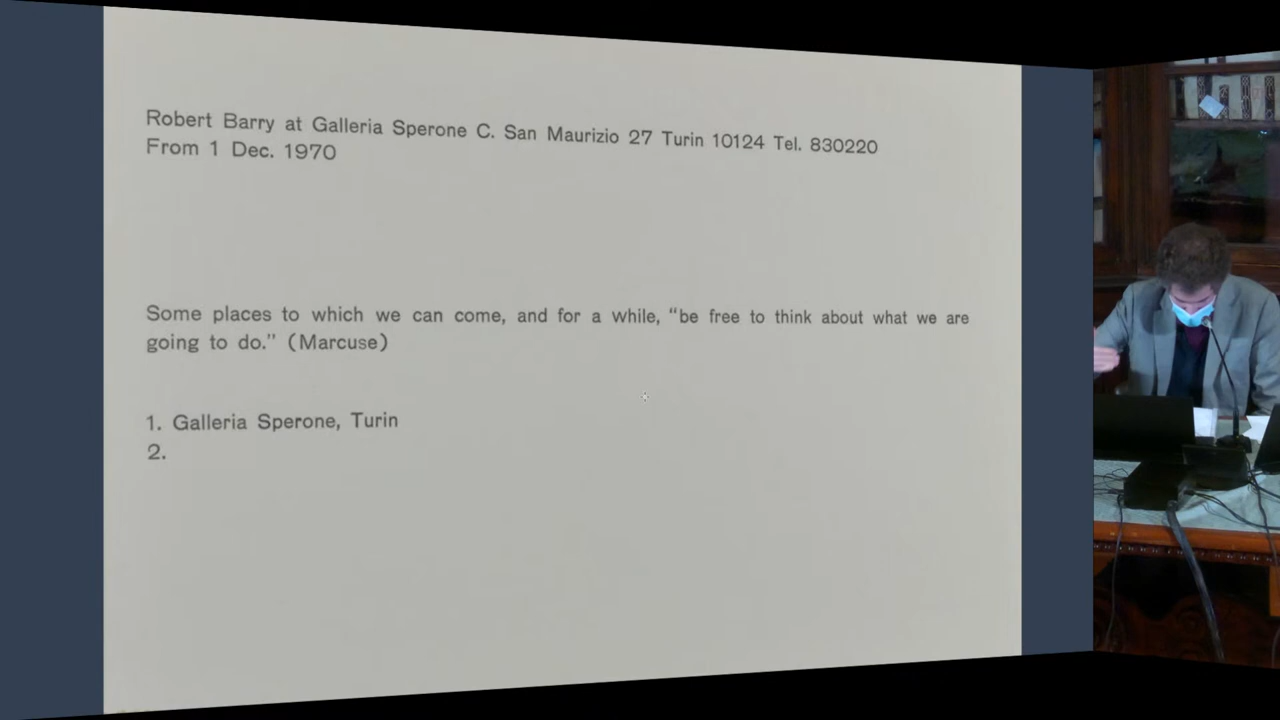 Robert Barry at Galleria Sperone C. San Maurizio 27 Turin 10124 Tel. 830220
From 1 Dec. 1970
Some places to which we can come, and for a while, “be free to think about what we are
going to do.” (Marcuse)
1. Galleria Sperone, Turin
2.